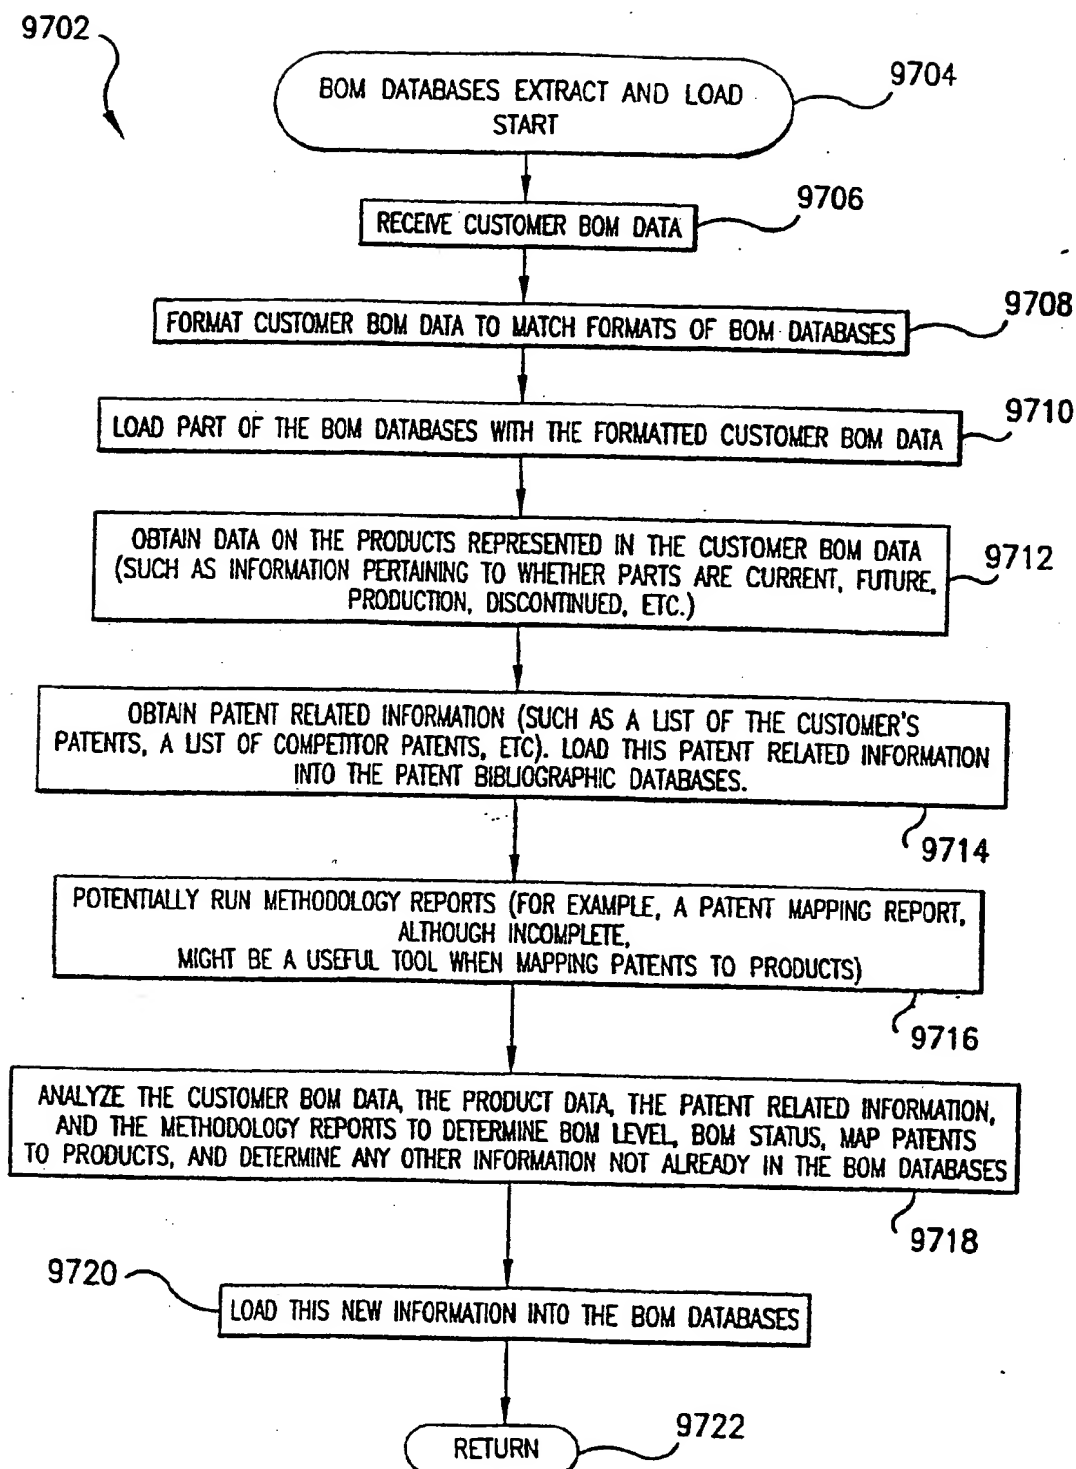 9702
BOM DATABASES EXTRACT AND LOAD
START
9704
RECEIVE CUSTOMER BOM DATA
9706
FORMAT CUSTOMER BOM DATA TO MATCH FORMATS OF BOM DATABASES
9708
LOAD PART OF THE BOM DATABASES WITH THE FORMATTED CUSTOMER BOM DATA
9710
OBTAIN DATA ON THE PRODUCTS REPRESENTED IN THE CUSTOMER BOM DATA
(SUCH AS INFORMATION PERTAINING TO WHETHER PARTS ARE CURRENT, FUTURE,
PRODUCTION, DISCONTINUED, ETC.)
9712
OBTAIN PATENT RELATED INFORMATION (SUCH AS A LIST OF THE CUSTOMER'S
PATENTS, A LIST OF COMPETITOR PATENTS, ETC). LOAD THIS PATENT RELATED INFORMATION
INTO THE PATENT BIBLIOGRAPHIC DATABASES.
9714
POTENTIALLY RUN METHODOLOGY REPORTS (FOR EXAMPLE, A PATENT MAPPING REPORT,
ALTHOUGH INCOMPLETE,
MIGHT BE A USEFUL TOOL WHEN MAPPING PATENTS TO PRODUCTS)
9716
ANALYZE THE CUSTOMER BOM DATA, THE PRODUCT DATA, THE PATENT RELATED INFORMATION,
AND THE METHODOLOGY REPORTS TO DETERMINE BOM LEVEL, BOM STATUS, MAP PATENTS
TO PRODUCTS, AND DETERMINE ANY OTHER INFORMATION NOT ALREADY IN THE BOM DATABASES
9718
9720
LOAD THIS NEW INFORMATION INTO THE BOM DATABASES
RETURN
9722